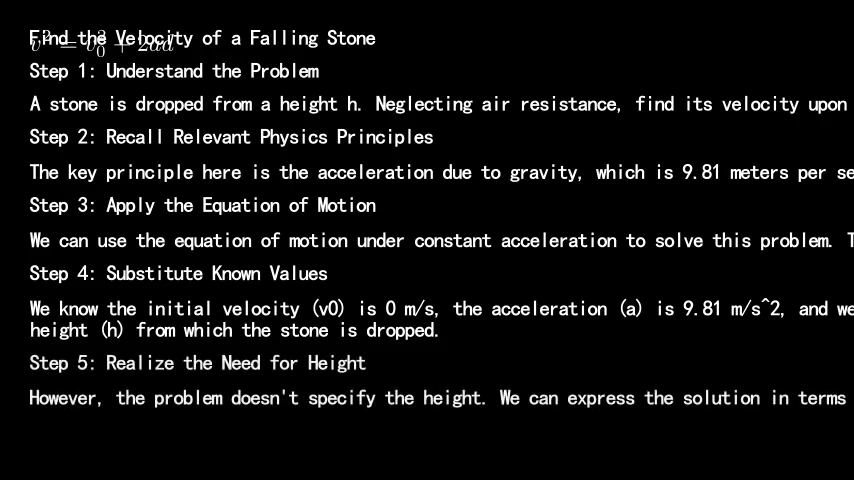 Find the Velocity of a Falling Stone
v² = v₀² + 2ad
Step 1: Understand the Problem
A stone is dropped from a height h. Neglecting air resistance, find its velocity upon
Step 2: Recall Relevant Physics Principles
The key principle here is the acceleration due to gravity, which is 9.81 meters per se
Step 3: Apply the Equation of Motion
We can use the equation of motion under constant acceleration to solve this problem. T
Step 4: Substitute Known Values
We know the initial velocity (v0) is 0 m/s, the acceleration (a) is 9.81 m/s^2, and we
height (h) from which the stone is dropped.
Step 5: Realize the Need for Height
However, the problem doesn't specify the height. We can express the solution in terms